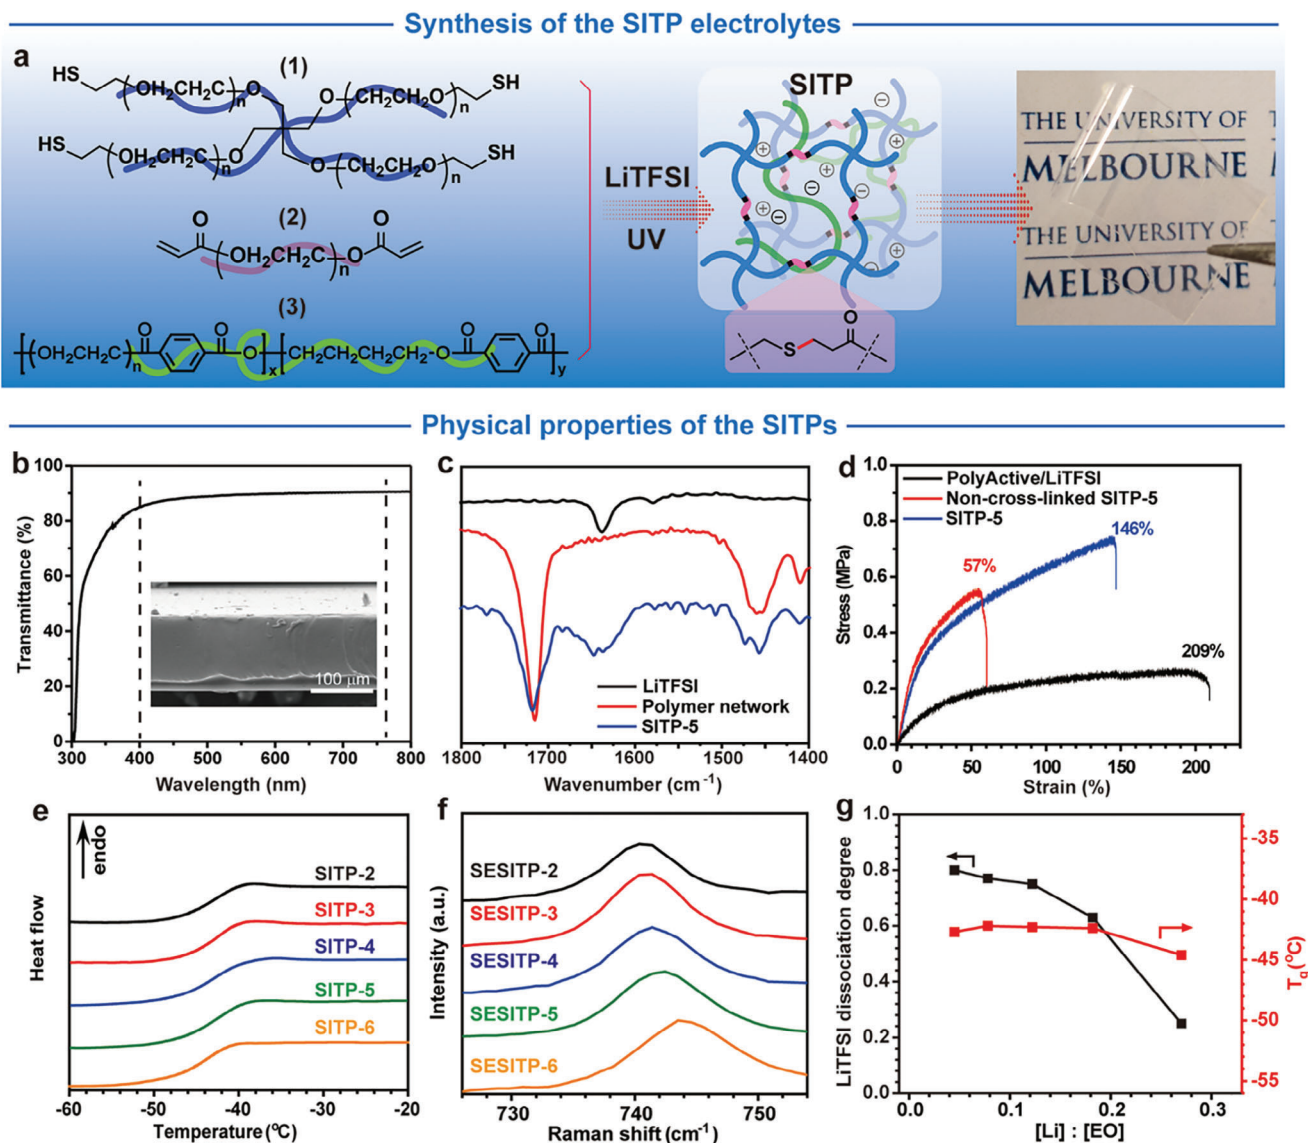 Synthesis of the SITP electrolytes
a
(1)
HS
(OH₂CH₂C)n
O
O
(CH₂CH₂O)n
SH
HS
(OH₂CH₂C)n
O
O
(CH₂CH₂O)n
SH
(2)
O
(OH₂CH₂C)n
O
O
(3)
[(OH₂CH₂C)n
O
O
O
]x
[CH₂CH₂CH₂CH₂-O
O
O
]y
LiTFSI
UV
SITP
S
O
THE UNIVERSITY OF
MELBOURNE
THE UNIVERSITY OF
MELBOURNE
Physical properties of the SITPs
b
Transmittance (%)
100
80
60
40
20
0
100 μm
300 400 500 600 700 800
Wavelength (nm)
c
LiTFSI
Polymer network
SITP-5
1800 1700 1600 1500 1400
Wavenumber (cm⁻¹)
d
Stress (MPa)
1.0
0.8
0.6
0.4
0.2
0.0
PolyActive/LiTFSI
Non-cross-linked SITP-5
SITP-5
146%
57%
209%
0 50 100 150 200
Strain (%)
e
endo
Heat flow
SITP-2
SITP-3
SITP-4
SITP-5
SITP-6
-60 -50 -40 -30 -20
Temperature (°C)
f
Intensity (a.u.)
SESITP-2
SESITP-3
SESITP-4
SESITP-5
SESITP-6
730 740 750
Raman shift (cm⁻¹)
g
LiTFSI dissociation degree
1.0
0.8
0.6
0.4
0.2
0.0
-35
-40
-45
-50
-55
Tg (°C)
0.0 0.1 0.2 0.3
[Li] : [EO]